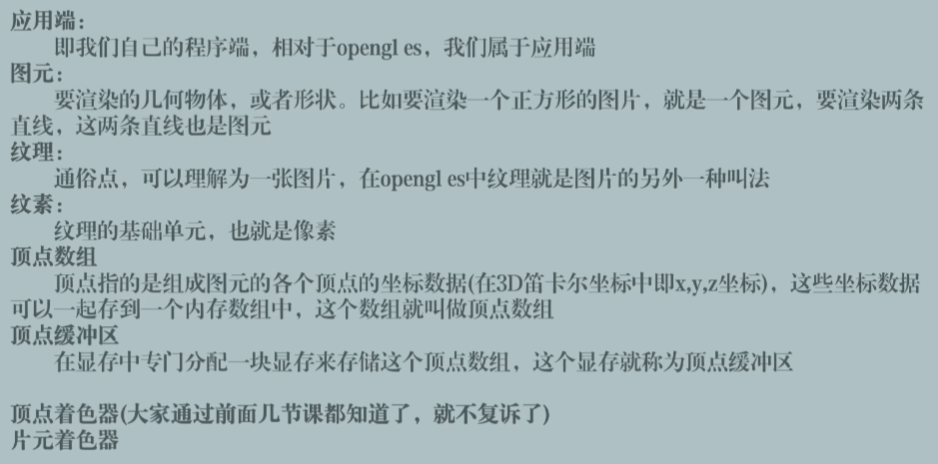 应用端：
即我们自己的程序端，相对于opengl es，我们属于应用端
图元：
要渲染的几何物体，或者形状。比如要渲染一个正方形的图片，就是一个图元，要渲染两条
直线，这两条直线也是图元
纹理：
通俗点，可以理解为一张图片，在opengl es中纹理就是图片的另外一种叫法
纹素：
纹理的基础单元，也就是像素
顶点数组
顶点指的是组成图元的各个顶点的坐标数据(在3D笛卡尔坐标中即x,y,z坐标)，这些坐标数据
可以一起存到一个内存数组中，这个数组就叫做顶点数组
顶点缓冲区
在显存中专门分配一块显存来存储这个顶点数组，这个显存就称为顶点缓冲区
顶点着色器(大家通过前面几节课都知道了，就不复诉了)
片元着色器